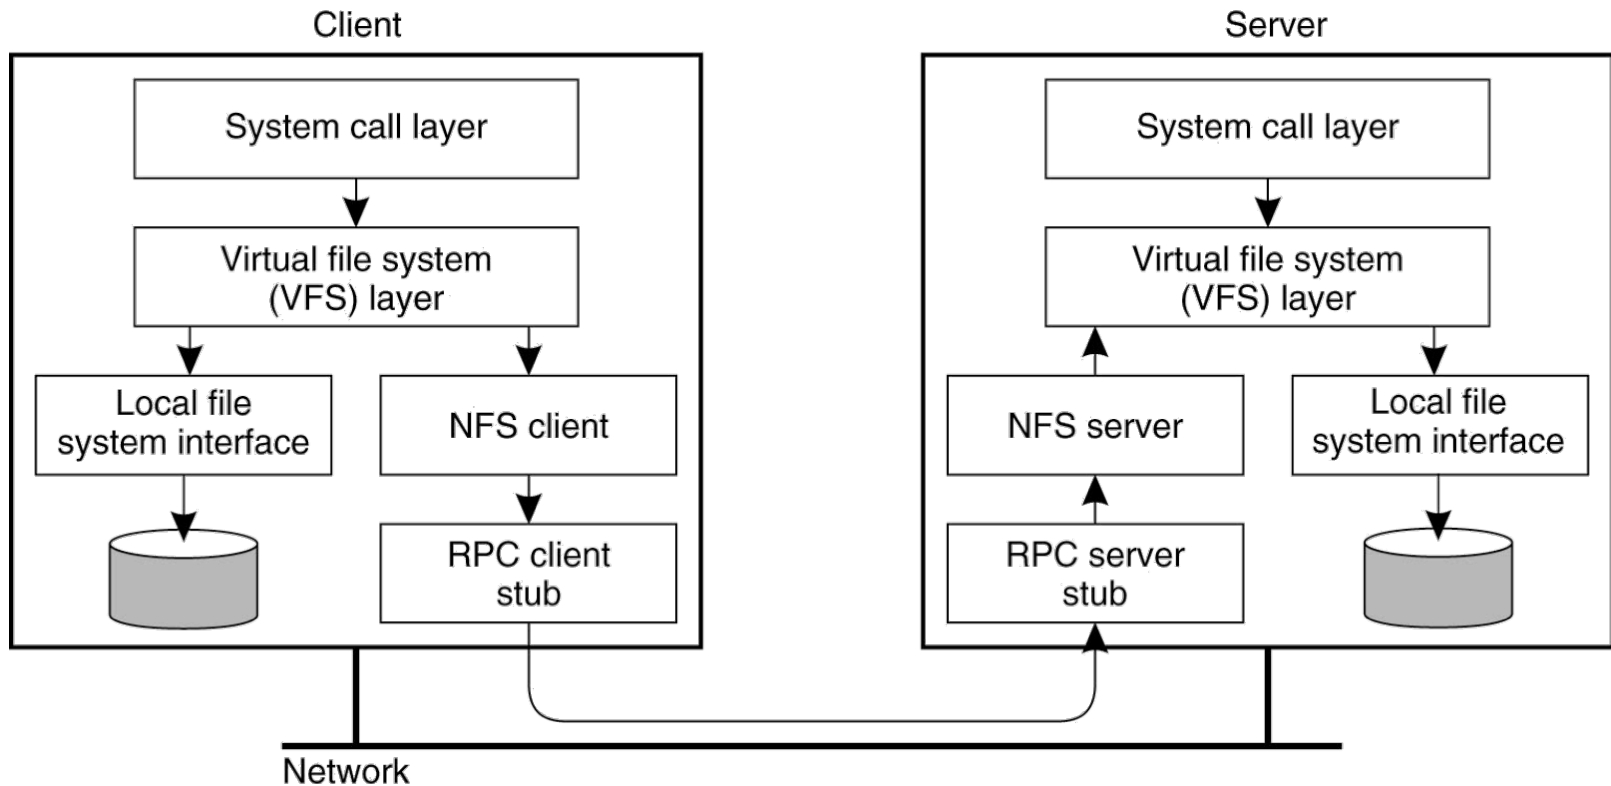 Client
System call layer
Virtual file system
(VFS) layer
Local file
system interface
NFS client
RPC client
stub
Server
System call layer
Virtual file system
(VFS) layer
NFS server
Local file
system interface
RPC server
stub
Network